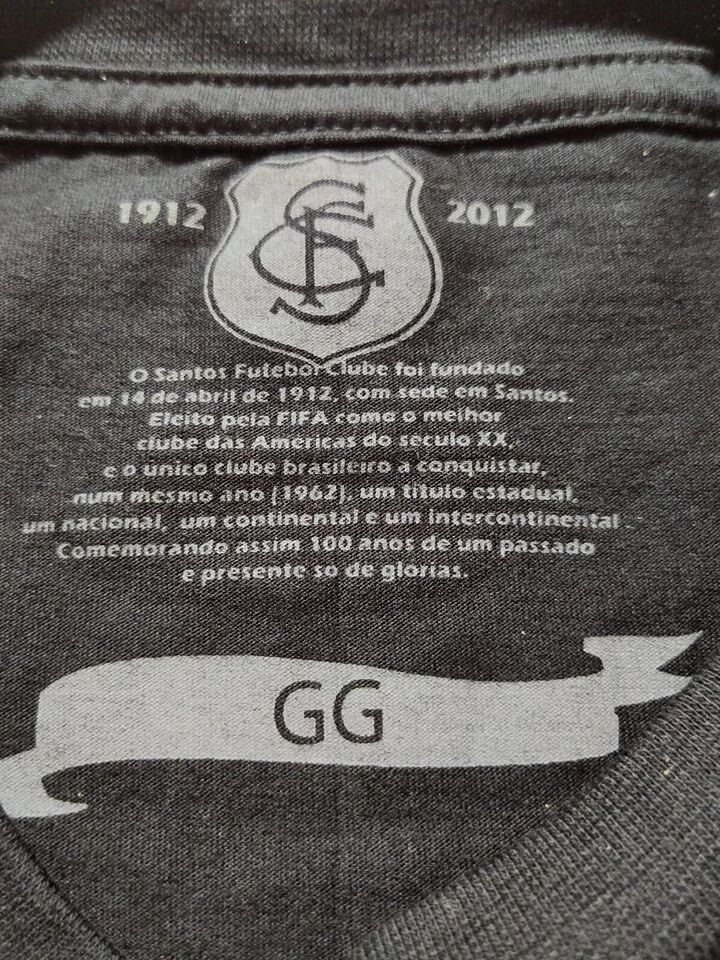 1912 SFC 2012
O Santos Futebol Clube foi fundado
em 14 de abril de 1912, com sede em Santos.
Eleito pela FIFA como o melhor
clube das Americas do seculo XX,
e o unico clube brasileiro a conquistar,
num mesmo ano (1962), um titulo estadual,
um nacional, um continental e um intercontinental.
Comemorando assim 100 anos de um passado
e presente so de glorias.
GG